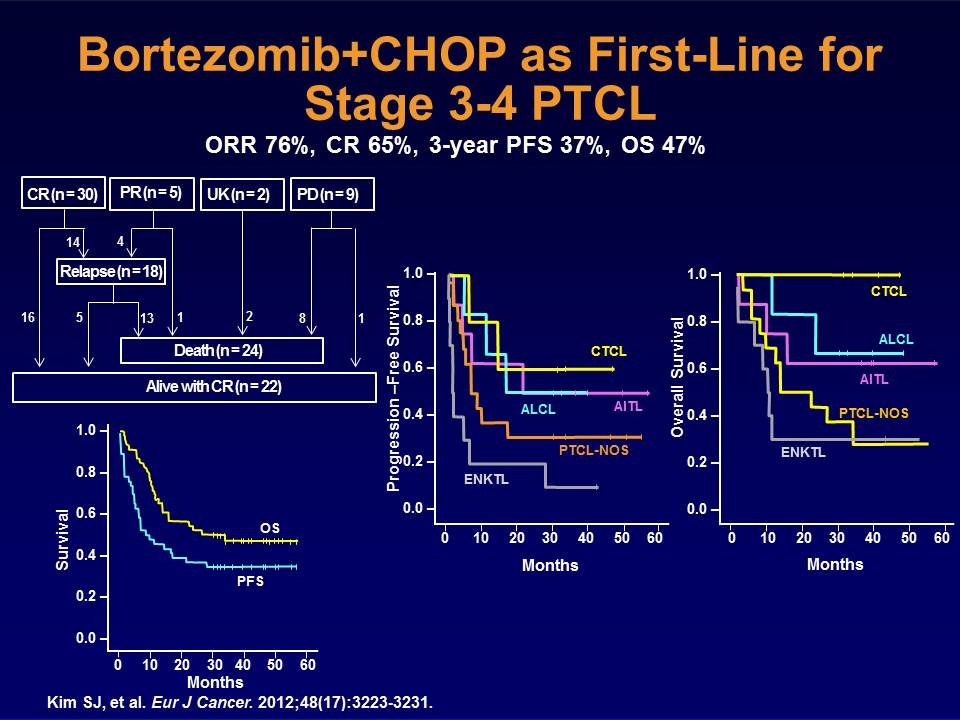 Bortezomib+CHOP as First-Line for
Stage 3-4 PTCL
ORR 76%, CR 65%, 3-year PFS 37%, OS 47%
CR (n = 30)
PR (n = 5)
UK (n = 2)
PD (n = 9)
14
4
Relapse (n = 18)
16
5
13
1
2
8
1
Death (n = 24)
Alive with CR (n = 22)
Survival
1.0
0.8
0.6
0.4
0.2
0.0
OS
PFS
0 10 20 30 40 50 60
Months
Progression –Free Survival
1.0
0.8
0.6
0.4
0.2
0.0
CTCL
ALCL
AITL
PTCL-NOS
ENKTL
0 10 20 30 40 50 60
Months
Overall Survival
1.0
0.8
0.6
0.4
0.2
0.0
CTCL
ALCL
AITL
PTCL-NOS
ENKTL
0 10 20 30 40 50 60
Months
Kim SJ, et al. Eur J Cancer. 2012;48(17):3223-3231.